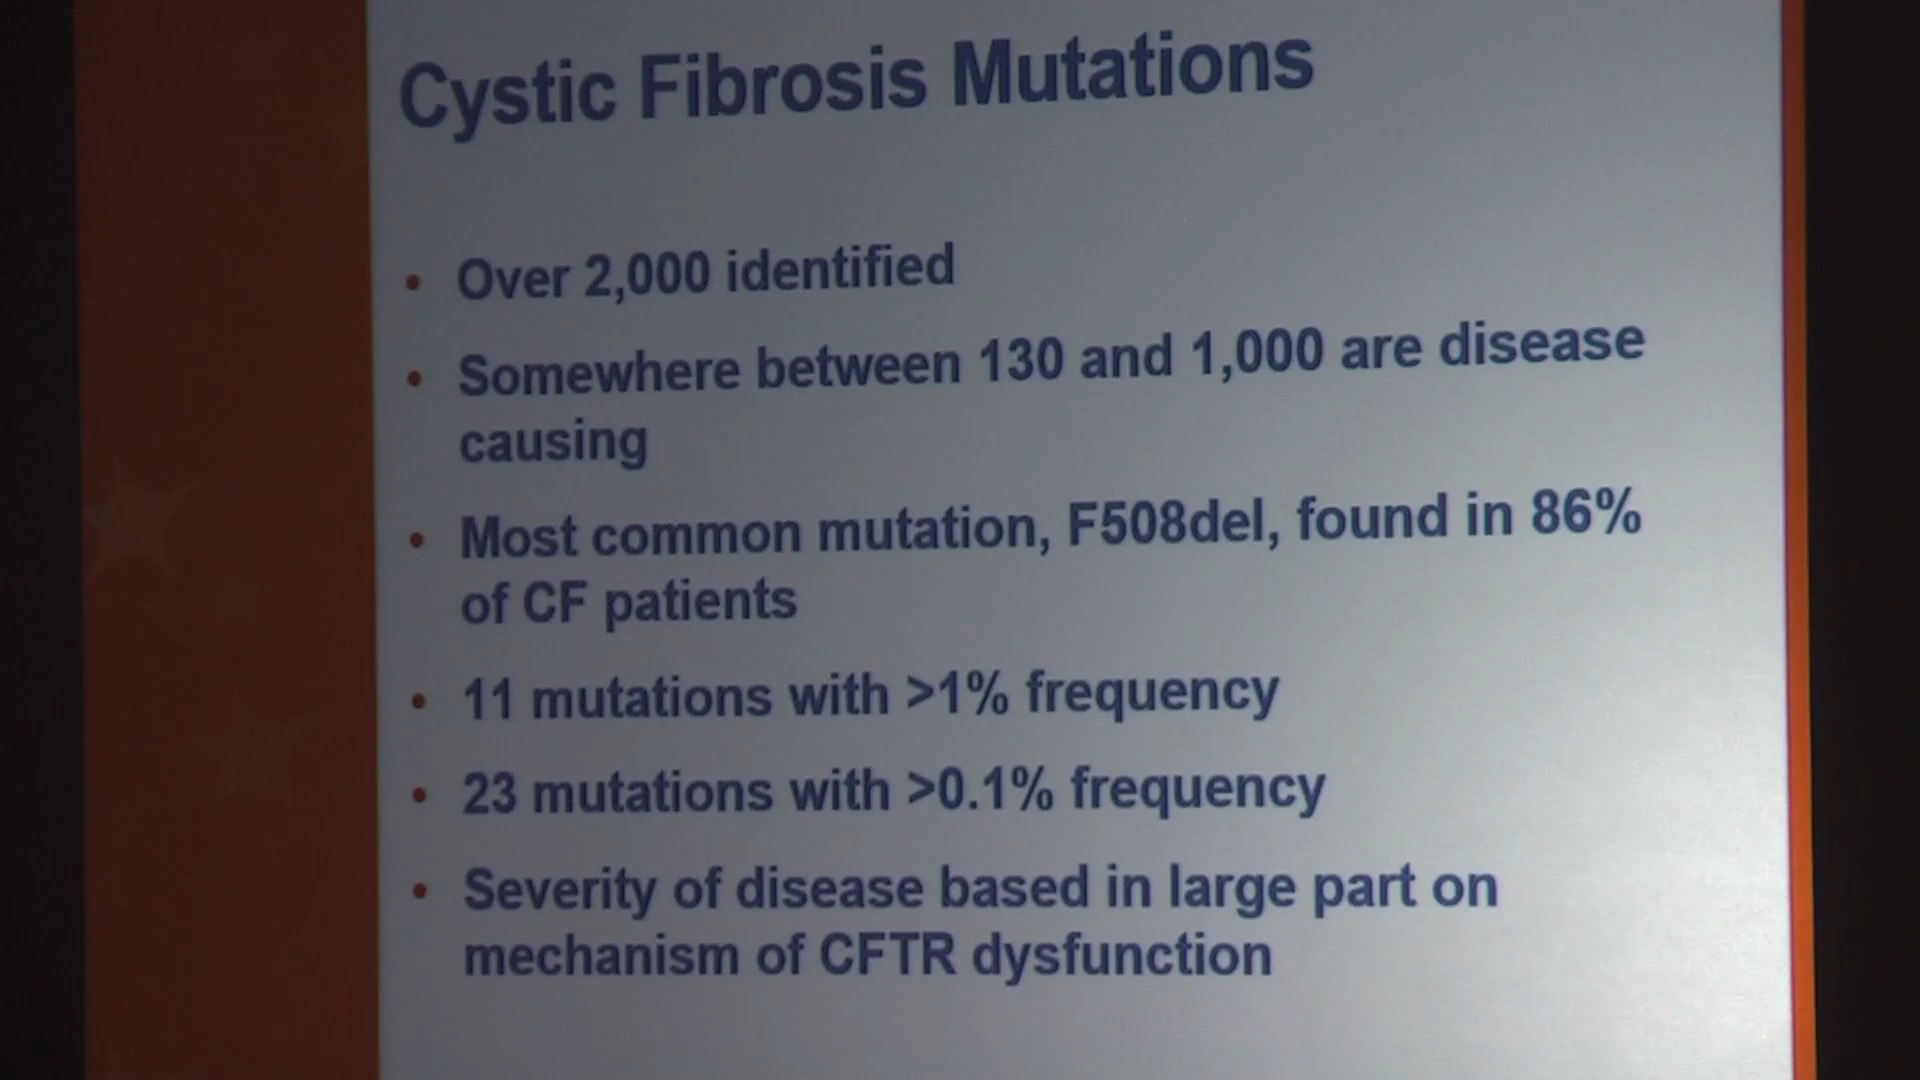 Cystic Fibrosis Mutations
• Over 2,000 identified
• Somewhere between 130 and 1,000 are disease
causing
• Most common mutation, F508del, found in 86%
of CF patients
• 11 mutations with >1% frequency
• 23 mutations with >0.1% frequency
• Severity of disease based in large part on
mechanism of CFTR dysfunction